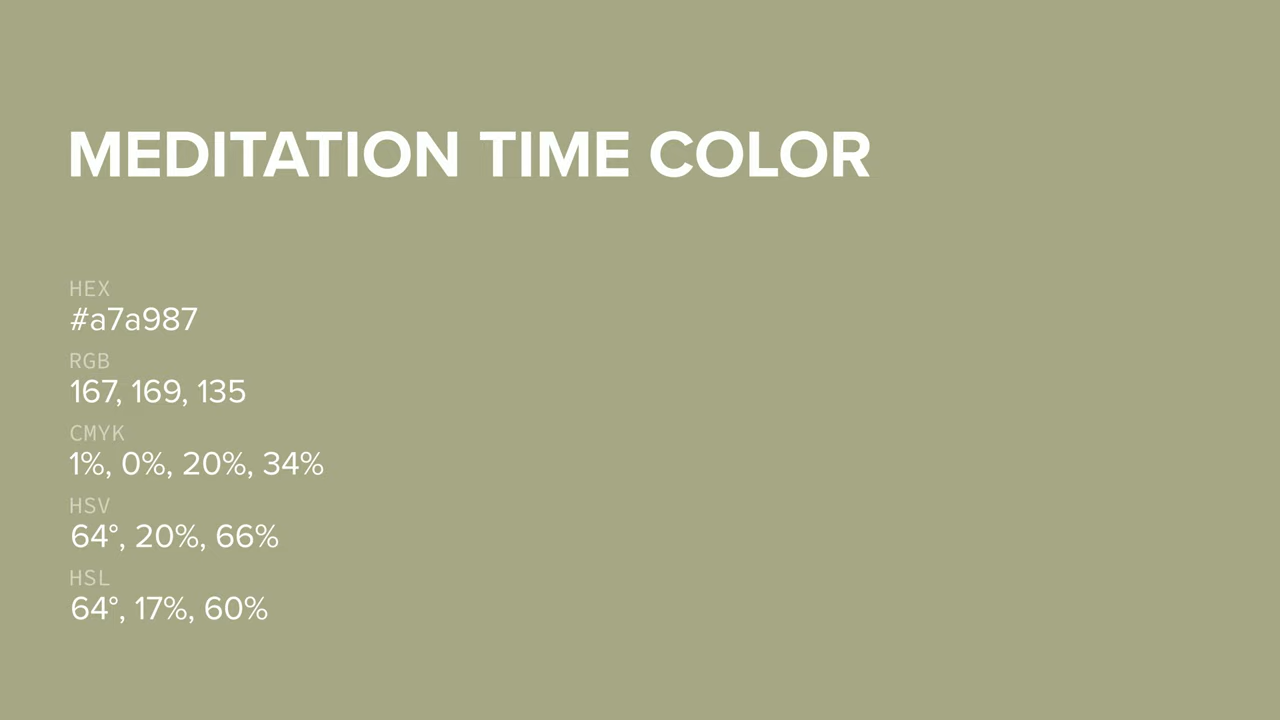 MEDITATION TIME COLOR
HEX
#a7a987
RGB
167, 169, 135
CMYK
1%, 0%, 20%, 34%
HSV
64°, 20%, 66%
HSL
64°, 17%, 60%